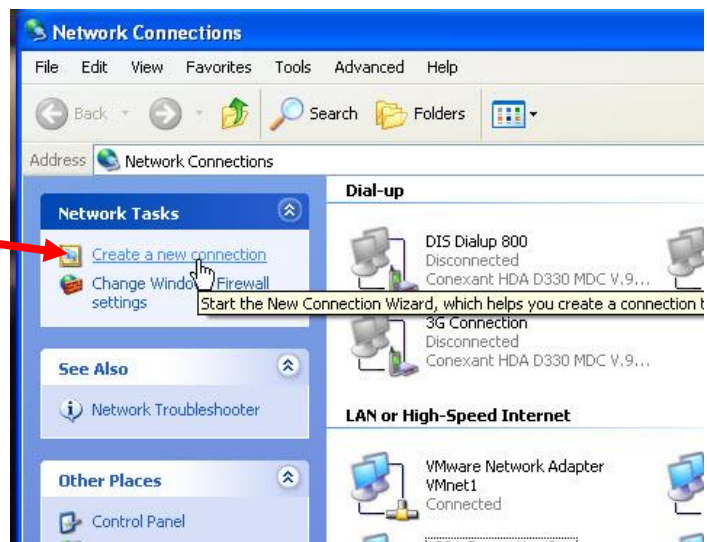 Network Connections
File Edit View Favorites Tools Advanced Help
Back Search Folders
Address Network Connections
Network Tasks
Create a new connection
Change Windo Firewall
settings
Start the New Connection Wizard, which helps you create a connection t
See Also
Network Troubleshooter
Other Places
Control Panel
Dial-up
DIS Dialup 800
Disconnected
Conexant HDA D330 MDC V.9...
3G Connection
Disconnected
Conexant HDA D330 MDC V.9...
LAN or High-Speed Internet
VMware Network Adapter
VMnet1
Connected